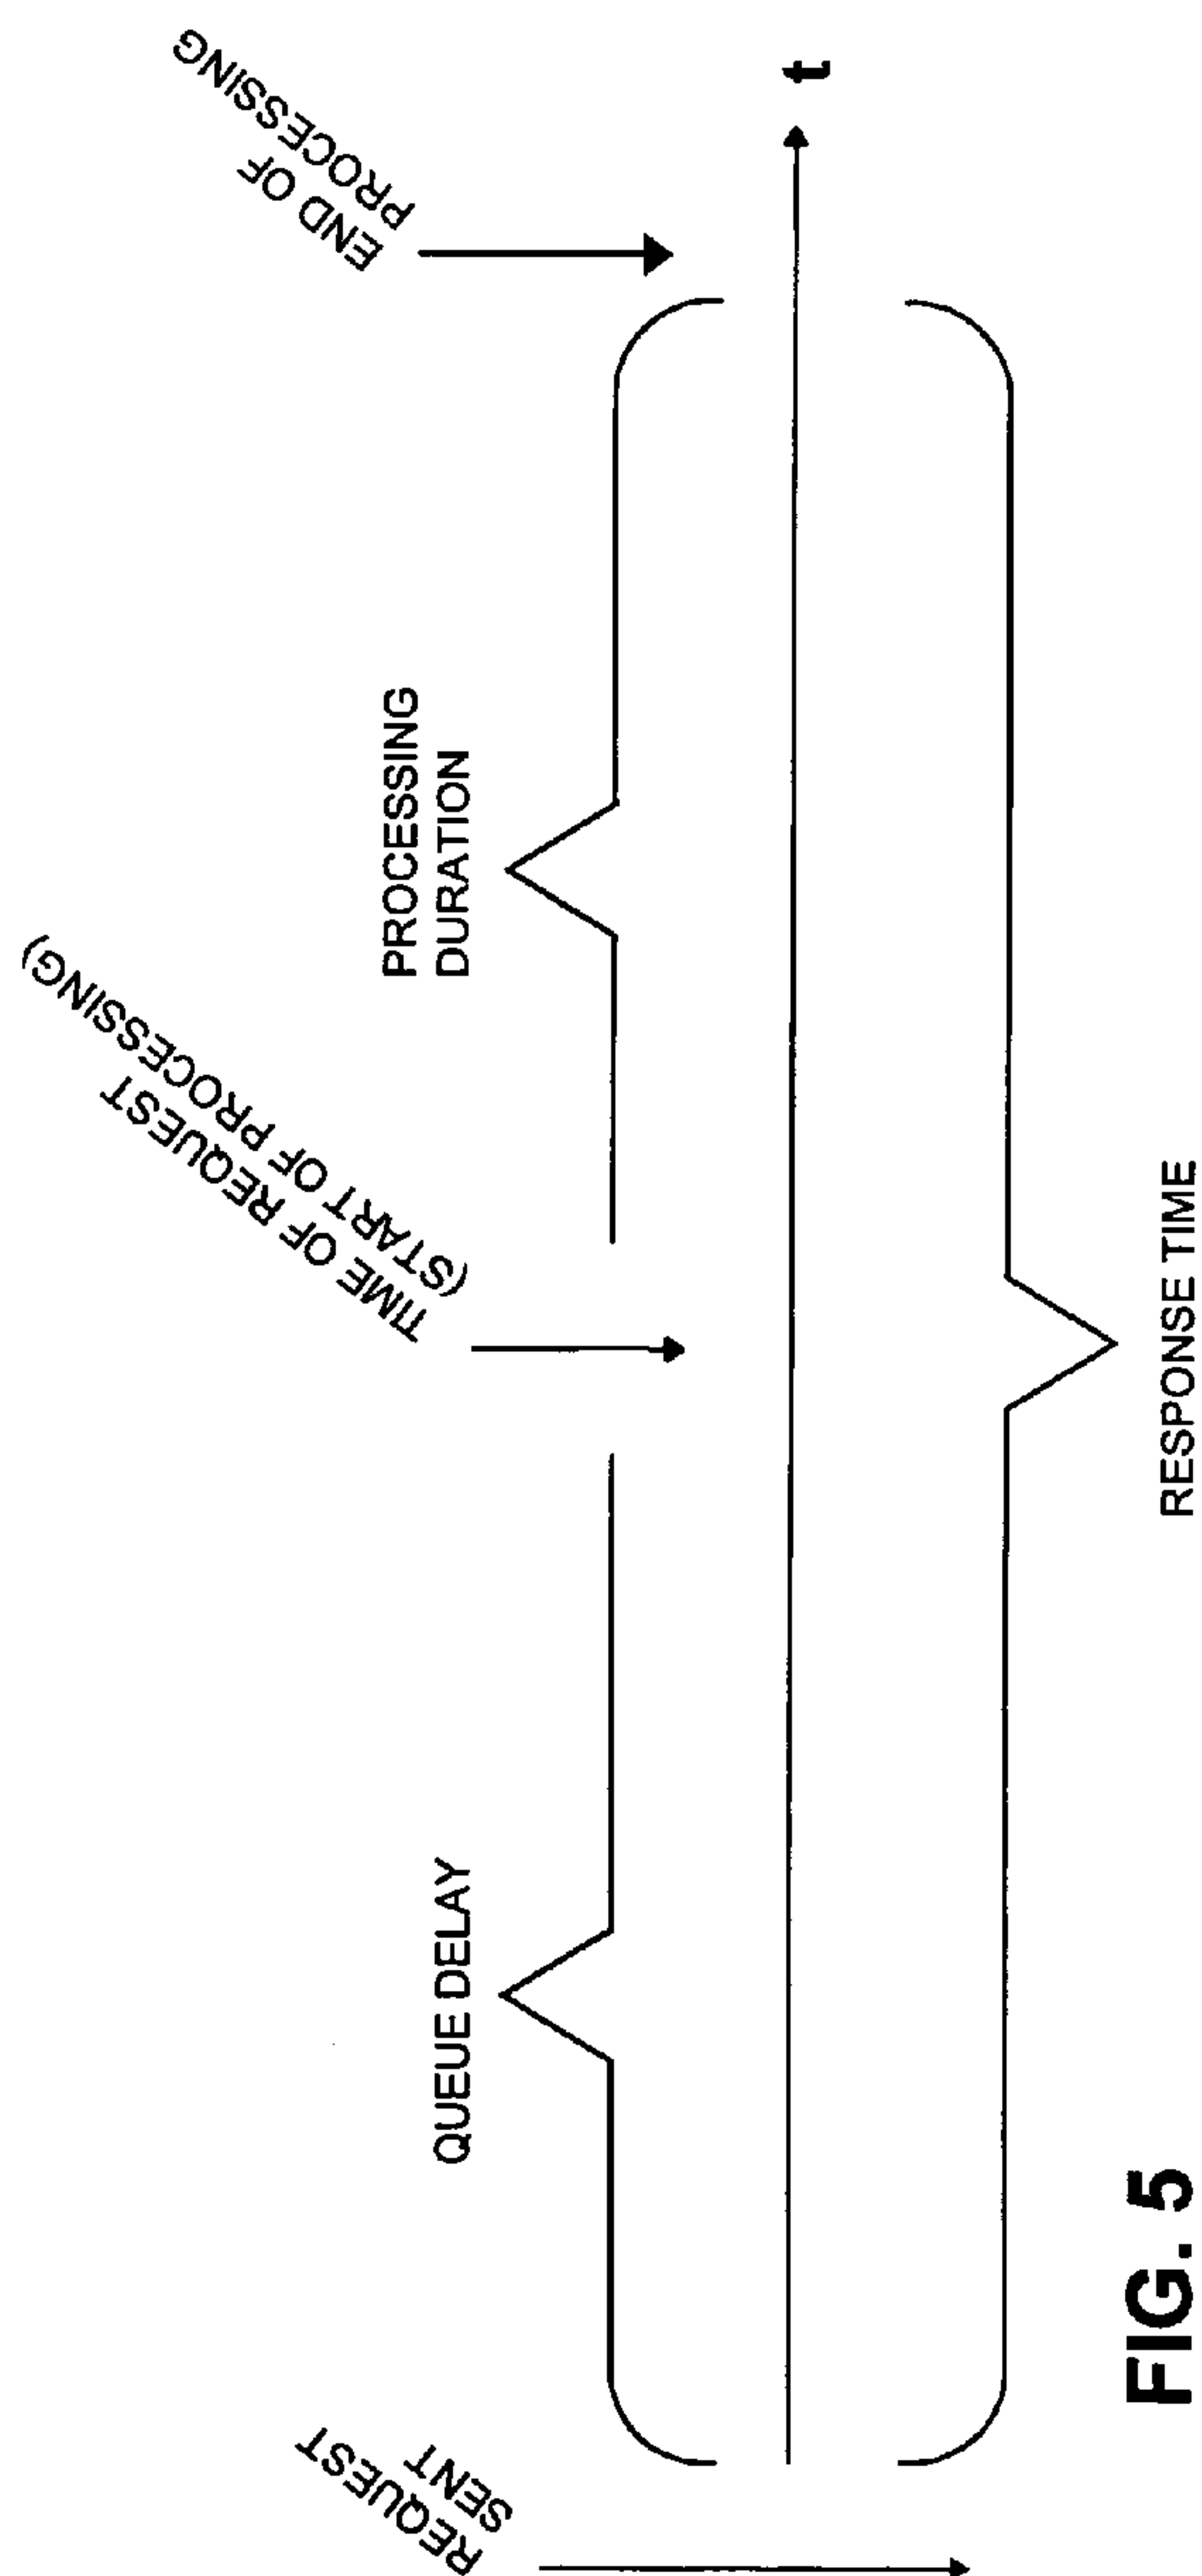 REQUEST
SENT
QUEUE DELAY
TIME OF REQUEST
(START OF PROCESSING)
PROCESSING
DURATION
END OF
PROCESSING
t
RESPONSE TIME
FIG. 5